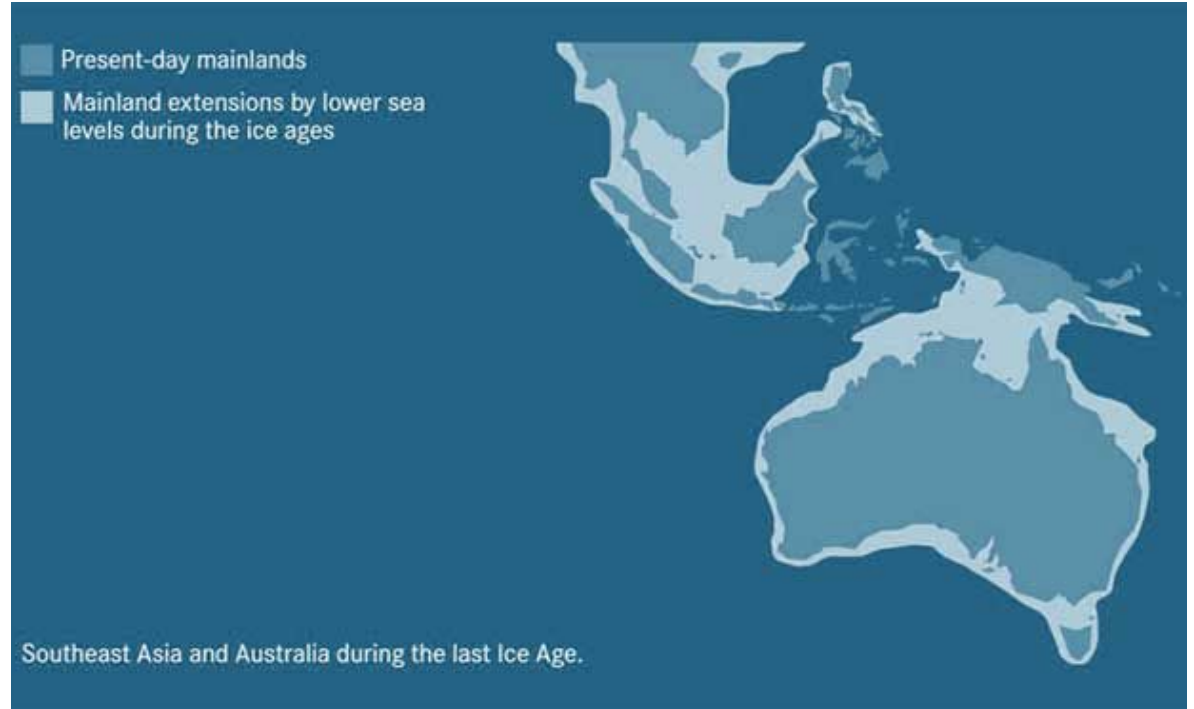 Present-day mainlands
Mainland extensions by lower sea
levels during the ice ages
Southeast Asia and Australia during the last Ice Age.